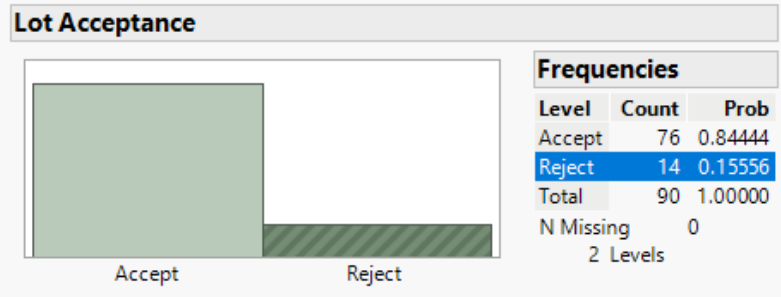 Lot Acceptance
Accept Reject
Frequencies
Level Count Prob
Accept 76 0.84444
Reject 14 0.15556
Total 90 1.00000
N Missing 0
2 Levels